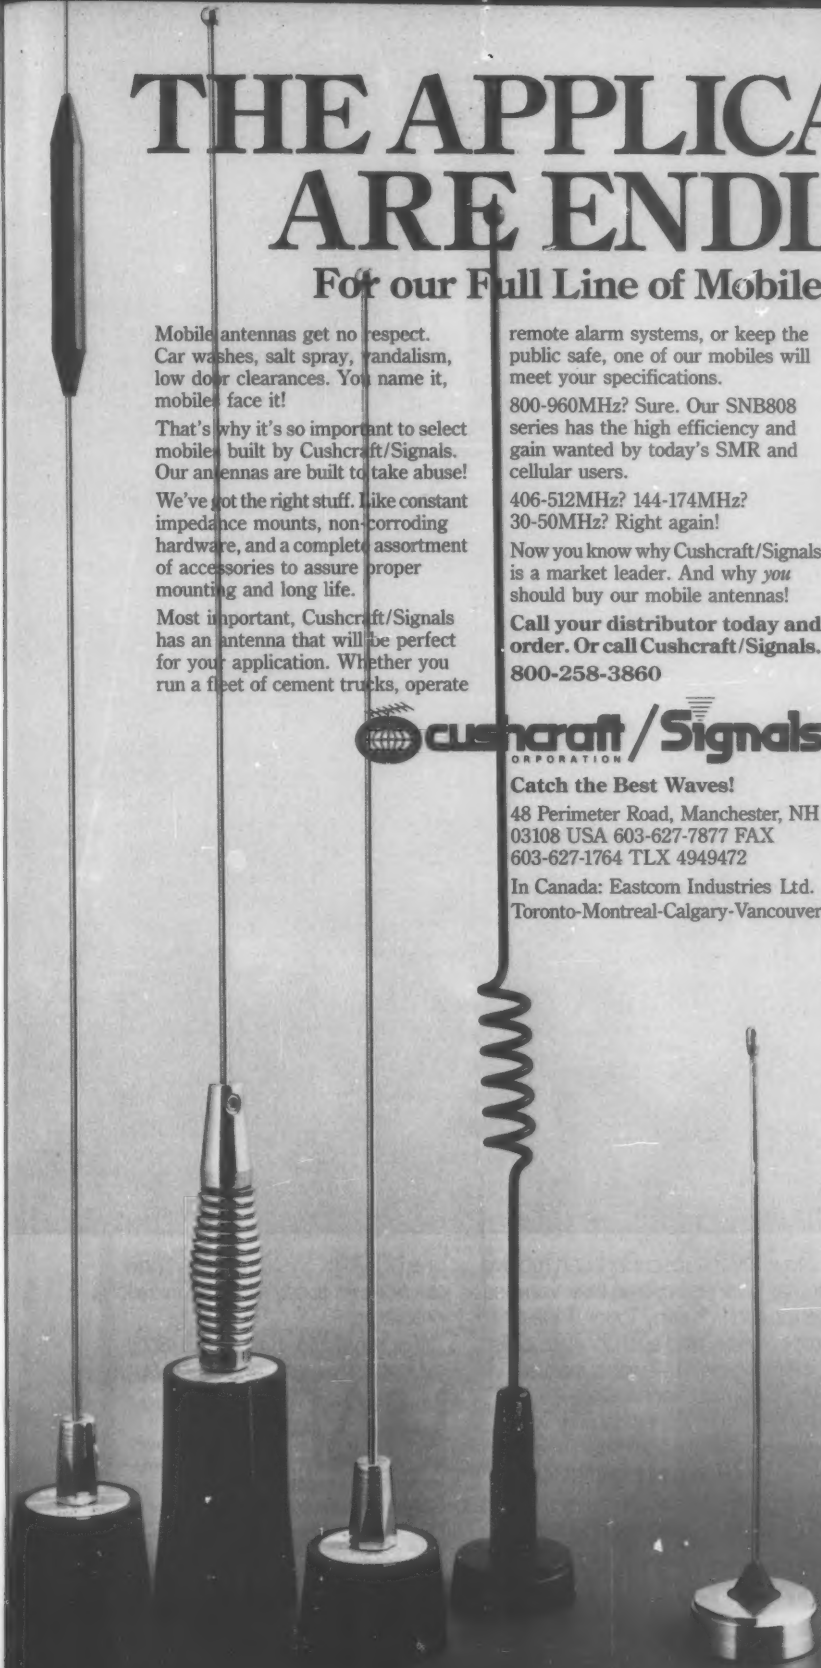 THE APPLICA
ARE ENDL
For our Full Line of Mobile
Mobile antennas get no respect.
Car washes, salt spray, vandalism,
low door clearances. You name it,
mobiles face it!
That's why it's so important to select
mobiles built by Cushcraft/Signals.
Our antennas are built to take abuse!
We've got the right stuff. Like constant
impedance mounts, non-corroding
hardware, and a complete assortment
of accessories to assure proper
mounting and long life.
Most important, Cushcraft/Signals
has an antenna that will be perfect
for your application. Whether you
run a fleet of cement trucks, operate
remote alarm systems, or keep the
public safe, one of our mobiles will
meet your specifications.
800-960MHz? Sure. Our SNB808
series has the high efficiency and
gain wanted by today's SMR and
cellular users.
406-512MHz? 144-174MHz?
30-50MHz? Right again!
Now you know why Cushcraft/Signals
is a market leader. And why you
should buy our mobile antennas!
Call your distributor today and
order. Or call Cushcraft/Signals.
800-258-3860
cushcraft/Signals
ORPORATION
Catch the Best Waves!
48 Perimeter Road, Manchester, NH
03108 USA 603-627-7877 FAX
603-627-1764 TLX 4949472
In Canada: Eastcom Industries Ltd.
Toronto-Montreal-Calgary-Vancouver